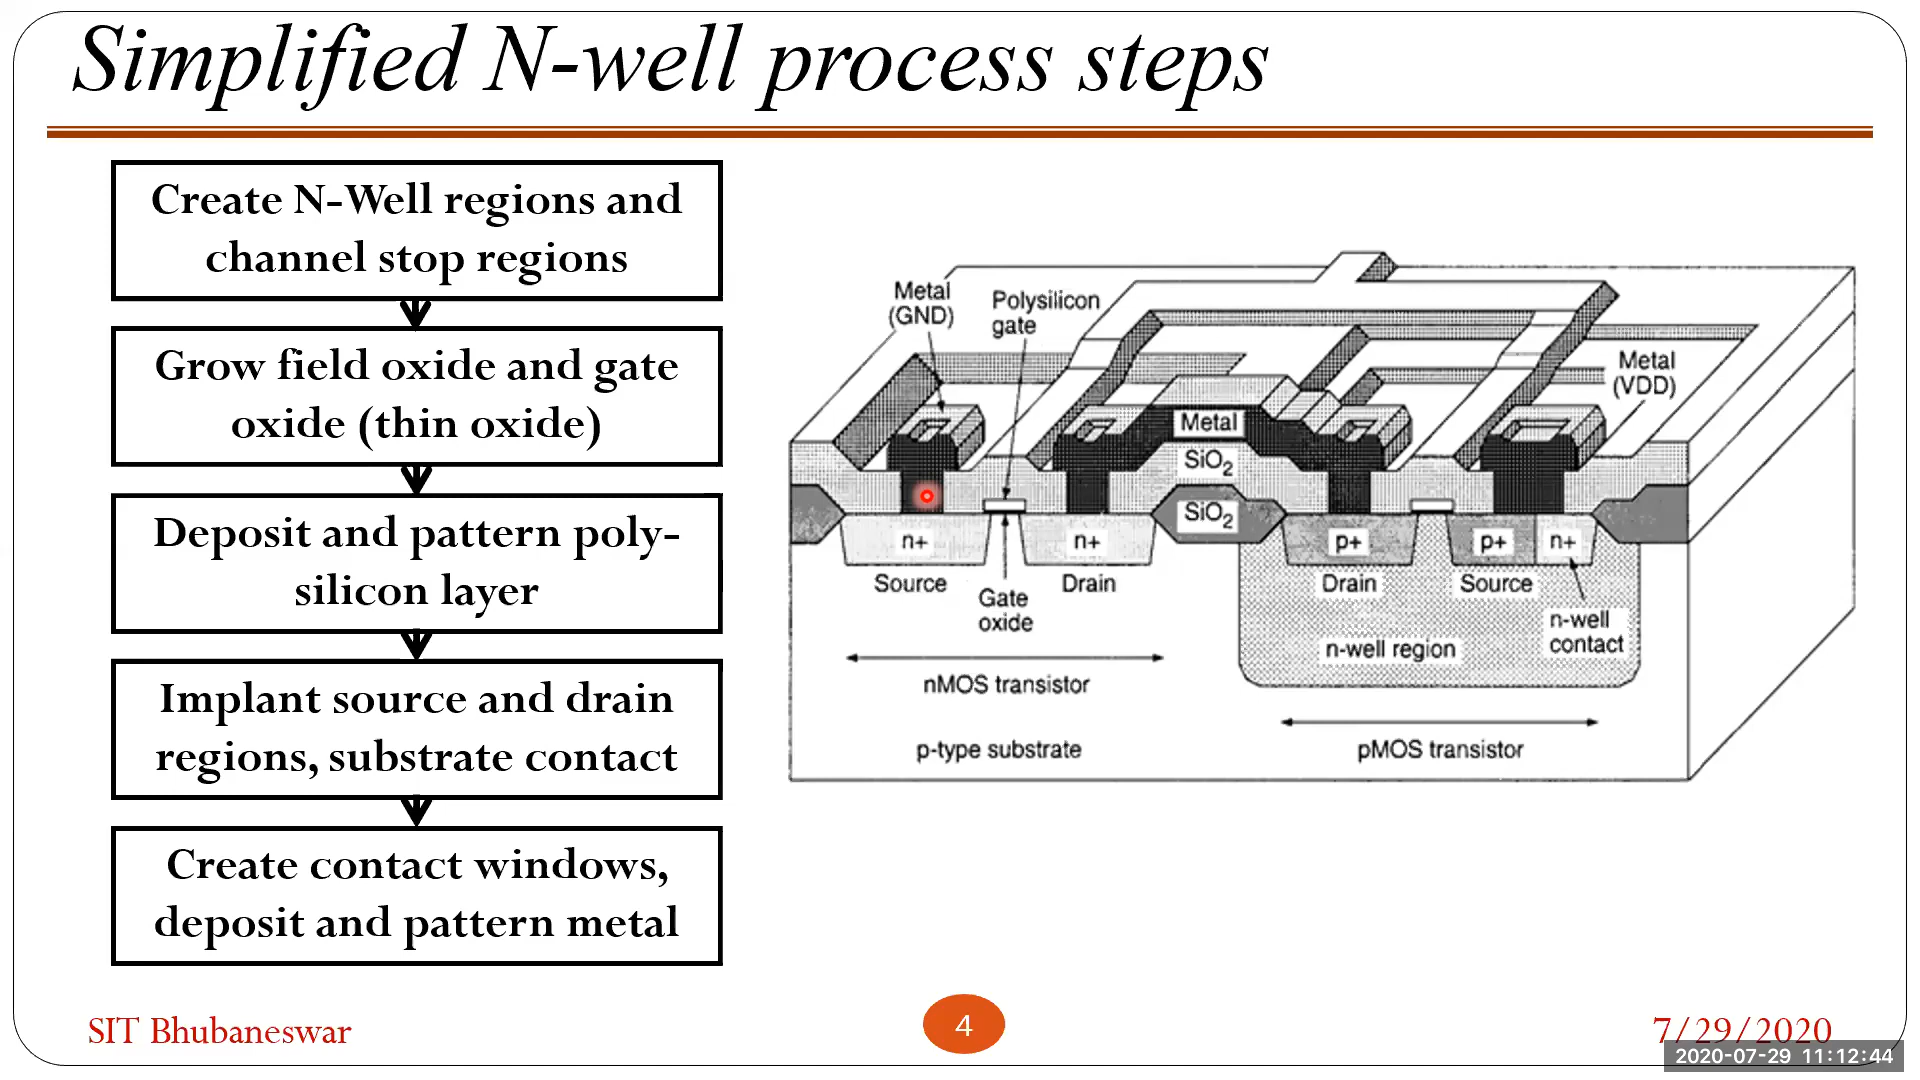 Simplified N-well process steps
Create N-Well regions and
channel stop regions
Grow field oxide and gate
oxide (thin oxide)
Deposit and pattern poly-
silicon layer
Implant source and drain
regions, substrate contact
Create contact windows,
deposit and pattern metal
Metal
(GND)
Polysilicon
gate
Metal
(VDD)
Metal
SiO2
SiO2
n+
n+
p+
p+
n+
Source
Drain
Drain
Source
Gate
oxide
n-well
contact
n-well region
nMOS transistor
p-type substrate
pMOS transistor
SIT Bhubaneswar
4
7/29/2020
2020-07-29 11:12:44